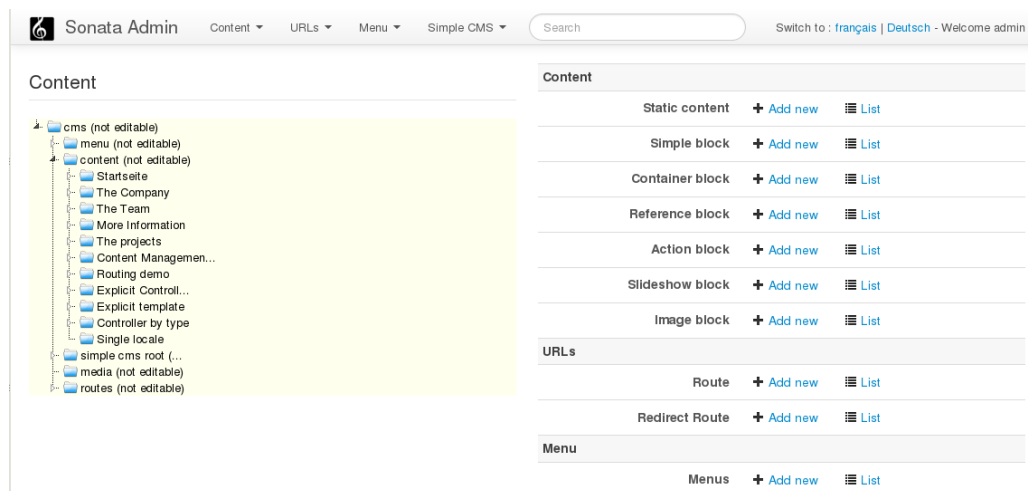 Sonata Admin Content URLs Menu Simple CMS Search Switch to : français | Deutsch - Welcome admin
Content
cms (not editable)
menu (not editable)
content (not editable)
Startseite
The Company
The Team
More Information
The projects
Content Managemen...
Routing demo
Explicit Controll...
Explicit template
Controller by type
Single locale
simple cms root (...
media (not editable)
routes (not editable)
Content
Static content Add new List
Simple block Add new List
Container block Add new List
Reference block Add new List
Action block Add new List
Slideshow block Add new List
Image block Add new List
URLs
Route Add new List
Redirect Route Add new List
Menu
Menus Add new List